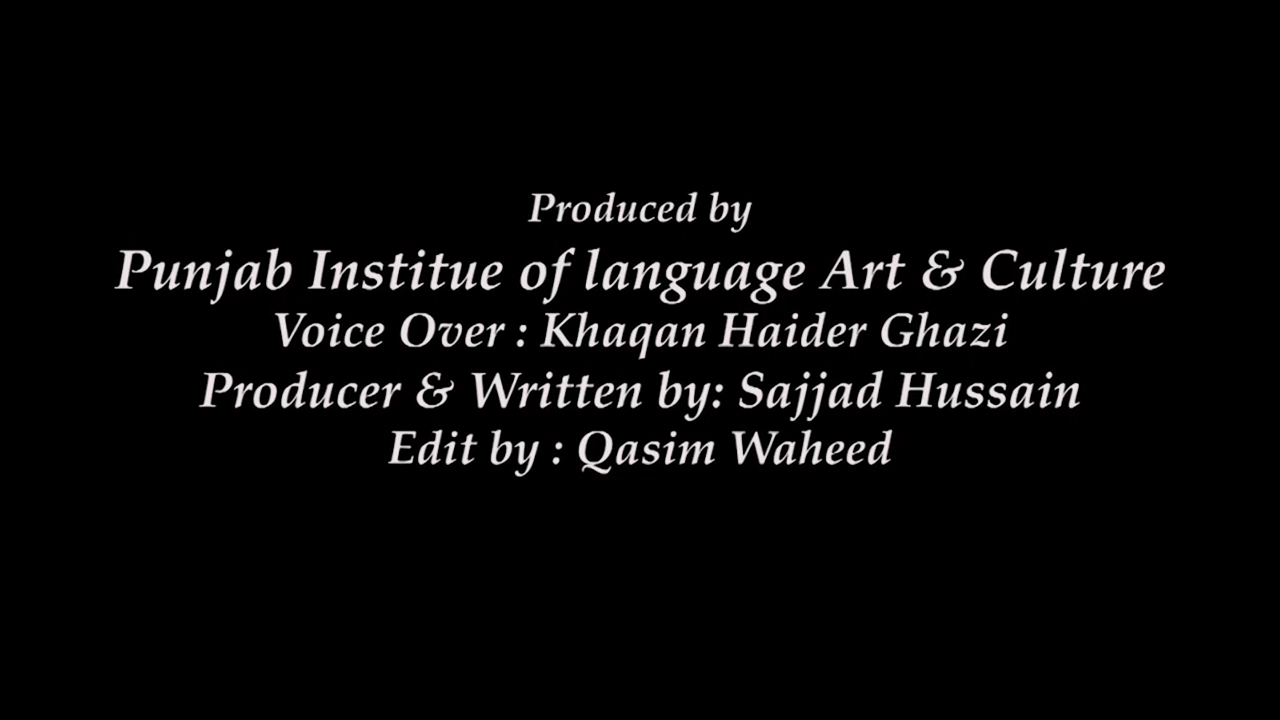 Produced by
Punjab Institue of language Art & Culture
Voice Over : Khaqan Haider Ghazi
Producer & Written by: Sajjad Hussain
Edit by : Qasim Waheed